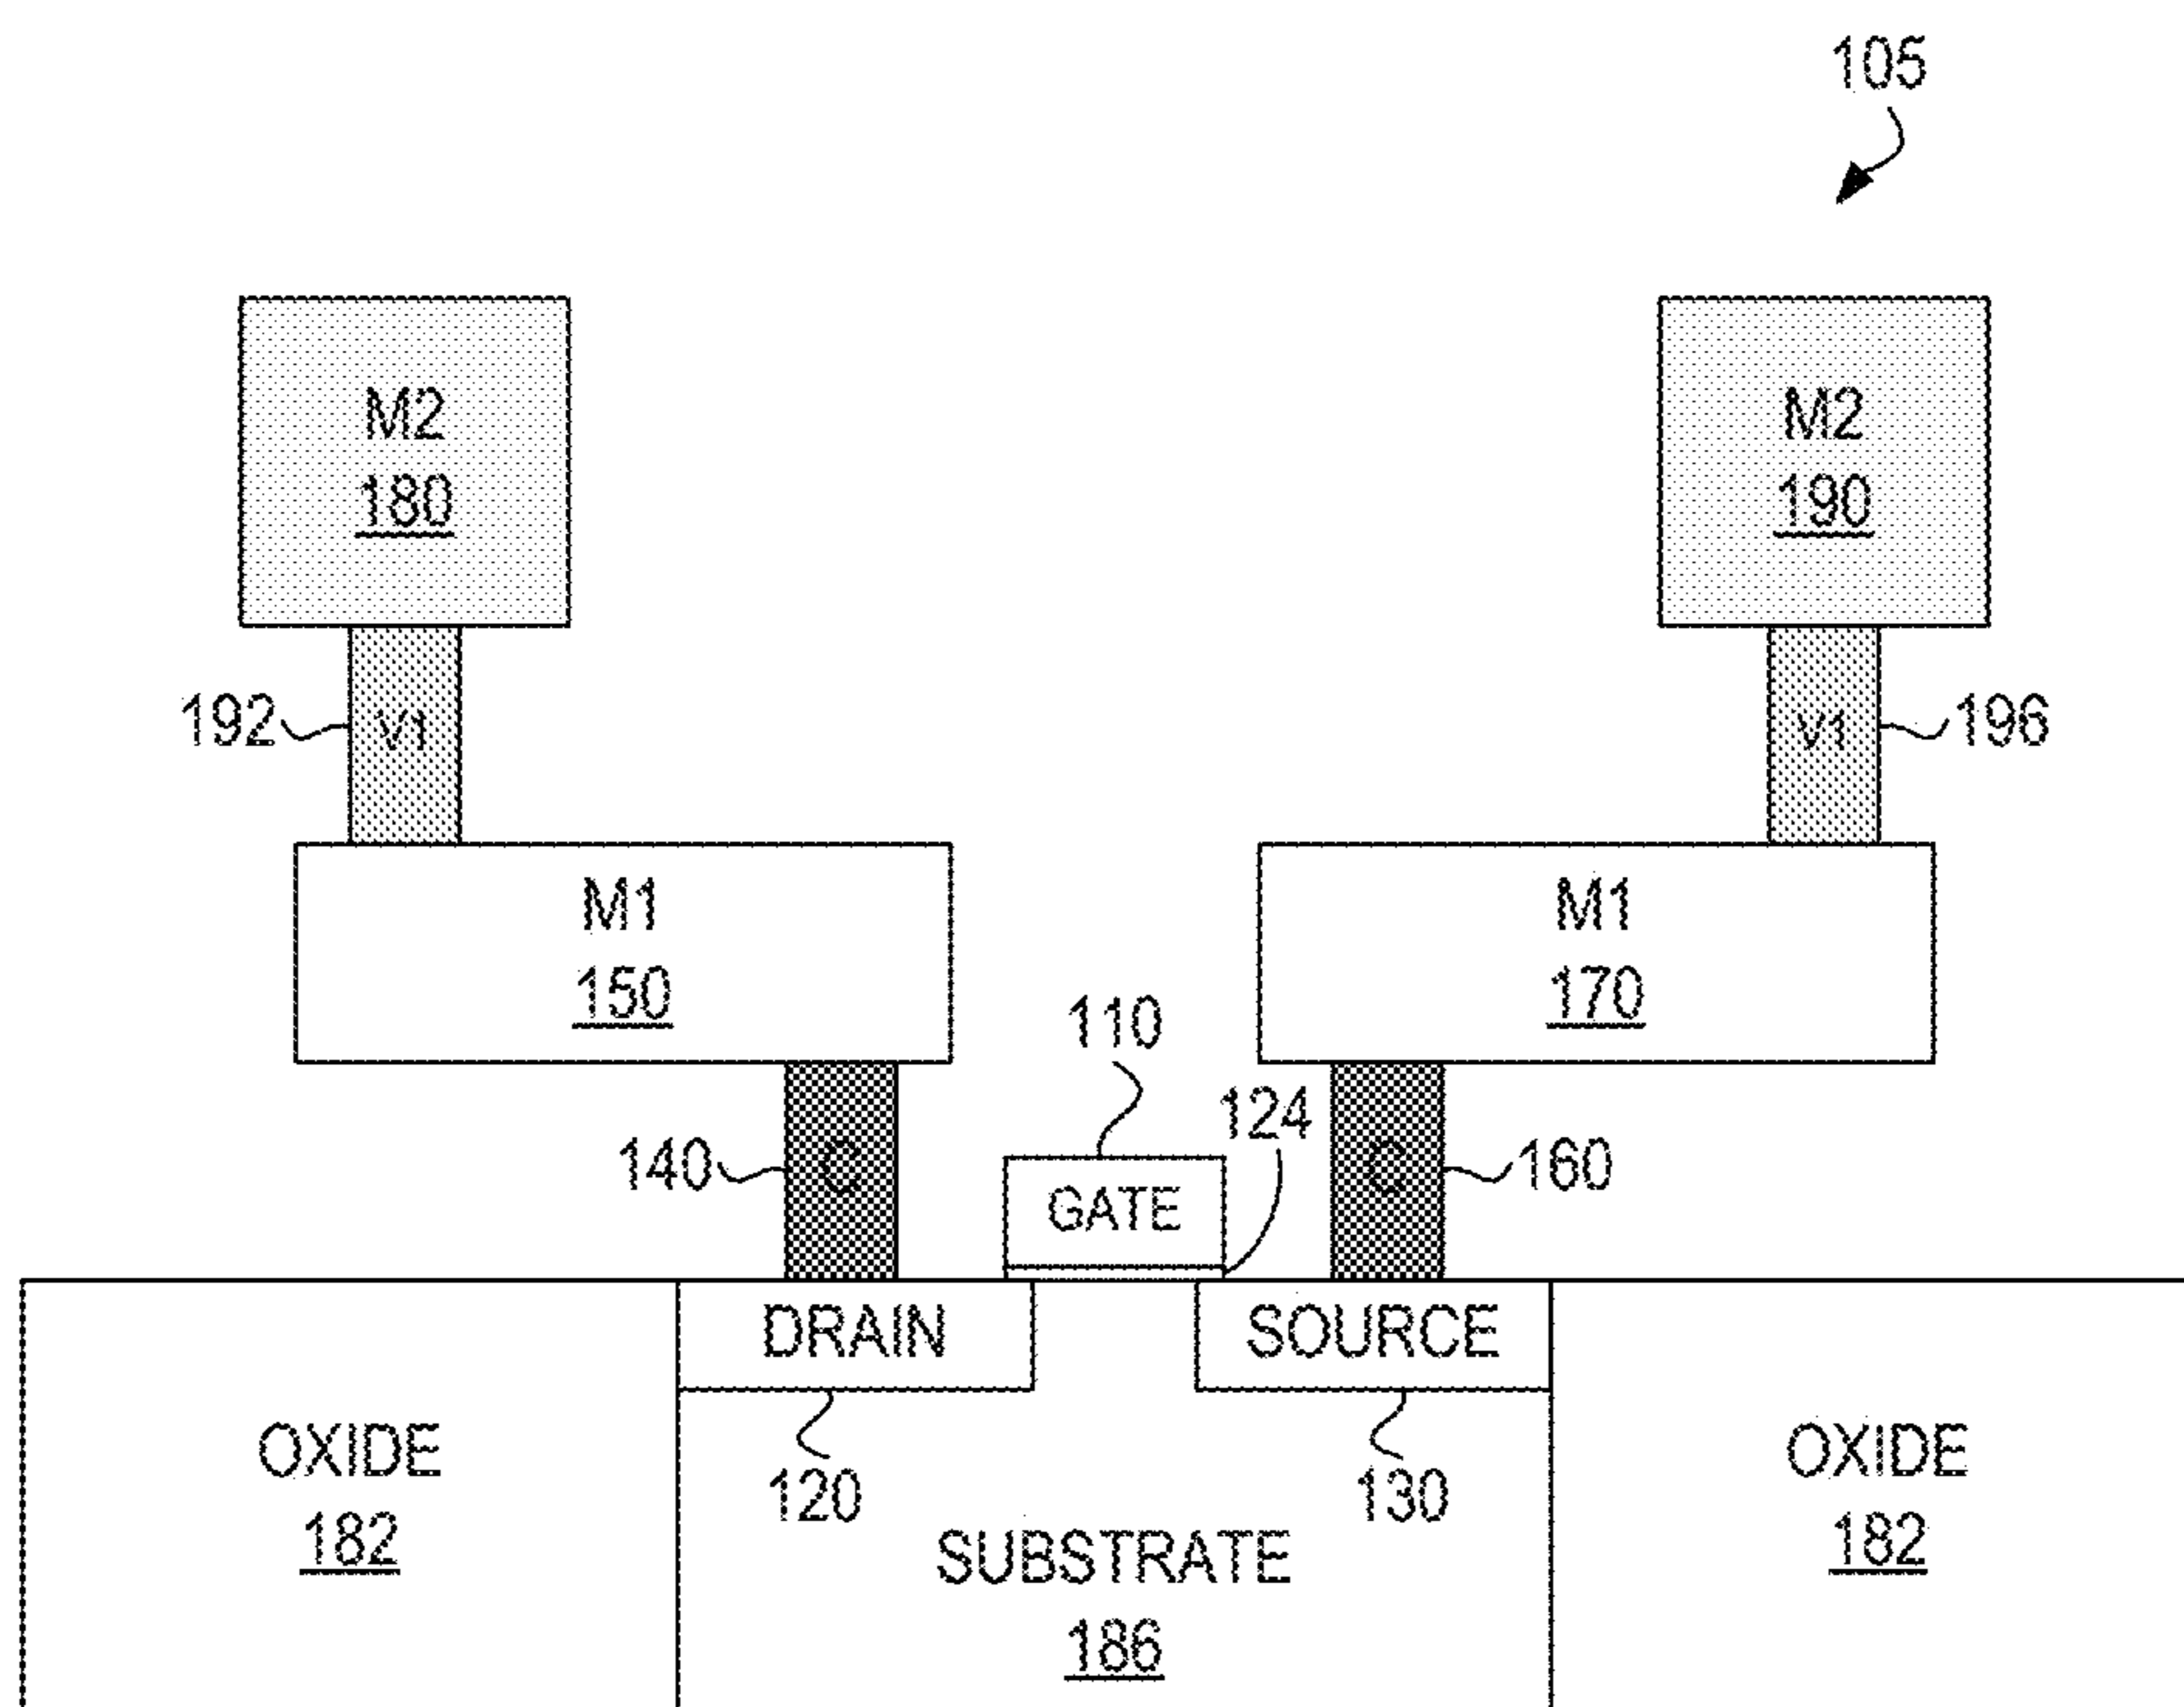 105
M2
180
M2
190
192
V1
V1
196
M1
150
M1
170
110
124
140
C
GATE
C
160
DRAIN
SOURCE
OXIDE
182
120
130
OXIDE
182
SUBSTRATE
186